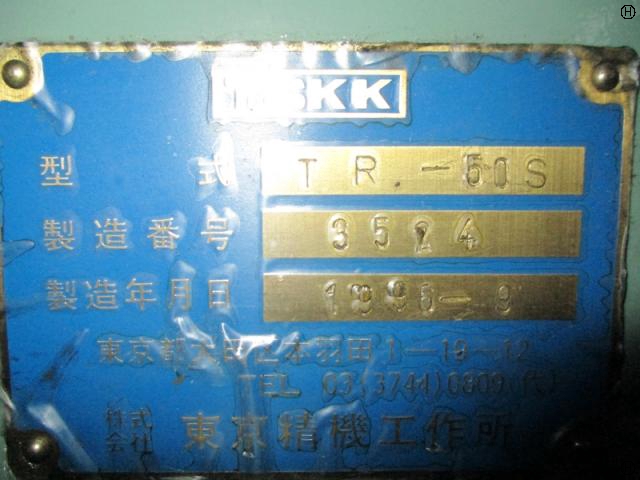 TSKK
型式 TR-50S
製造番号 3524
製造年月日 1996-9
東京都大田区本羽田1-19-12
TEL 03(3744)0809(代)
株式会社 東京精機工作所